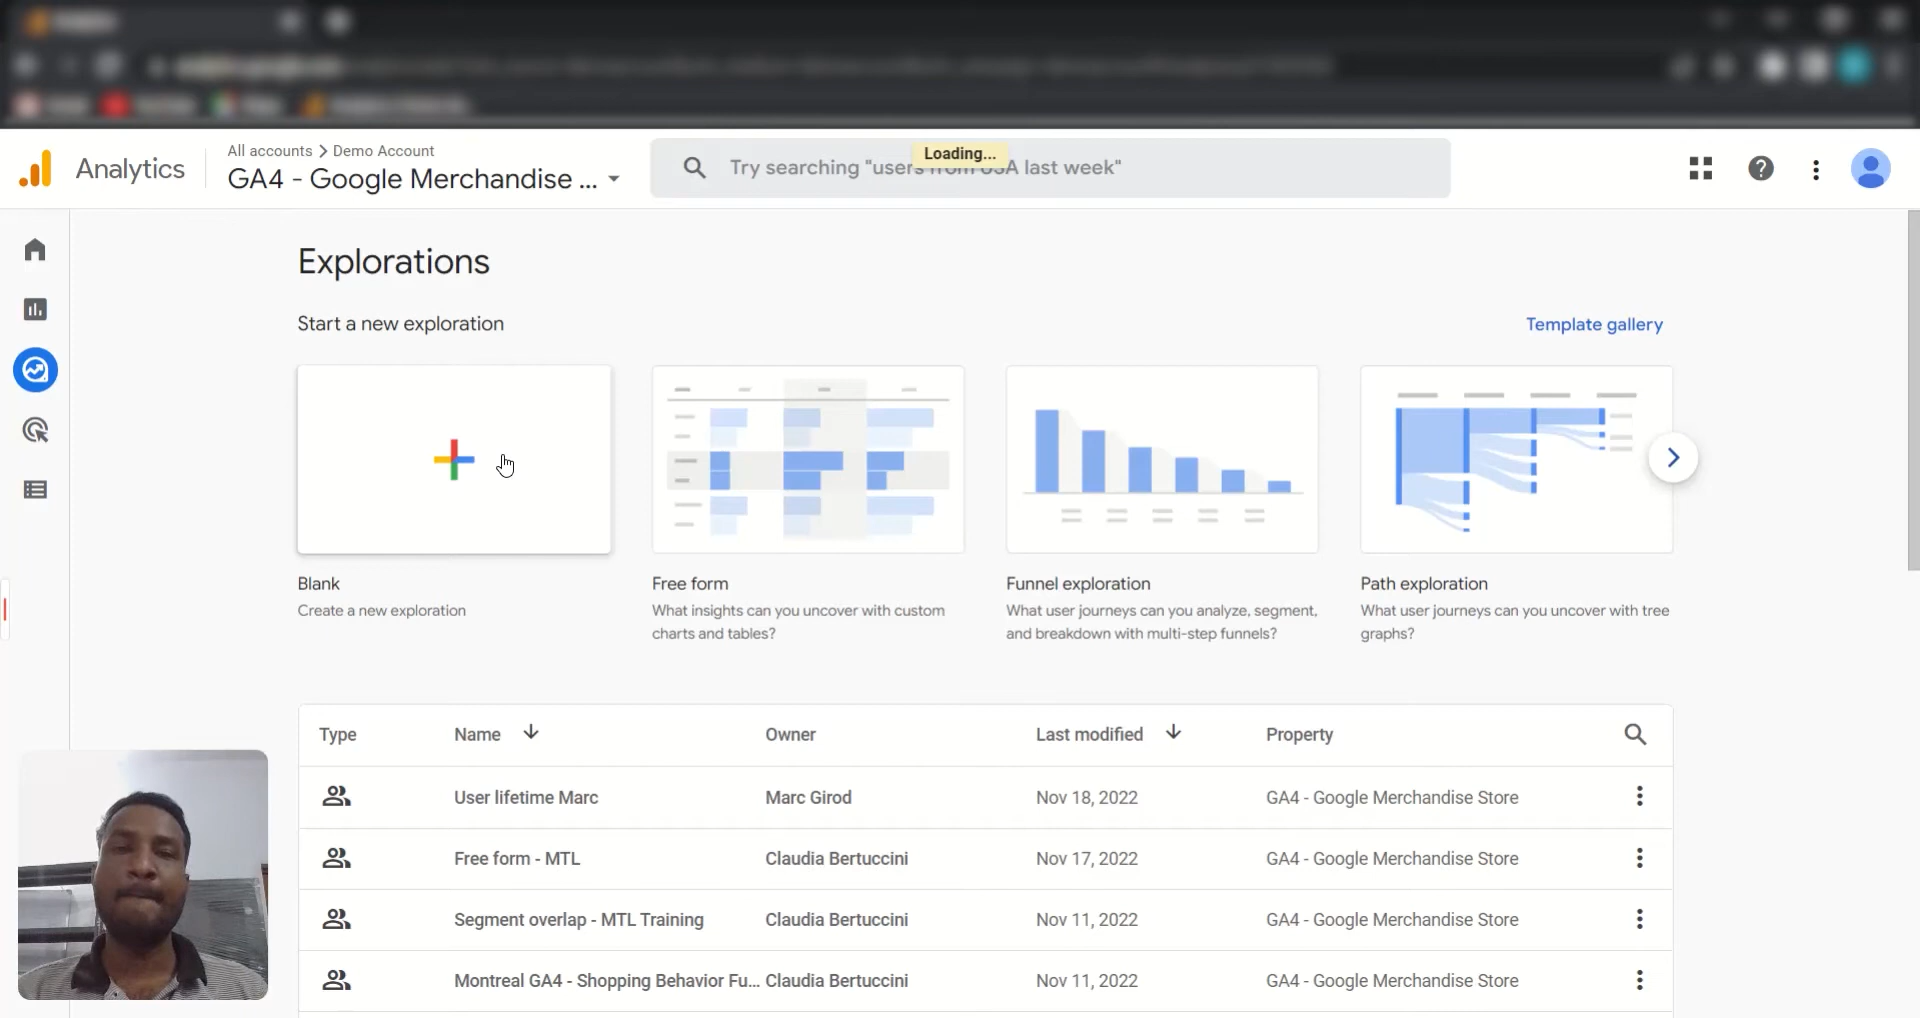 Analytics
All accounts > Demo Account
GA4 - Google Merchandise ...
Try searching "users from USA last week"
Loading...
Explorations
Start a new exploration
Template gallery
Blank
Create a new exploration
Free form
What insights can you uncover with custom
charts and tables?
Funnel exploration
What user journeys can you analyze, segment,
and breakdown with multi-step funnels?
Path exploration
What user journeys can you uncover with tree
graphs?
Type Name Owner Last modified Property
User lifetime Marc Marc Girod Nov 18, 2022 GA4 - Google Merchandise Store
Free form - MTL Claudia Bertuccini Nov 17, 2022 GA4 - Google Merchandise Store
Segment overlap - MTL Training Claudia Bertuccini Nov 11, 2022 GA4 - Google Merchandise Store
Montreal GA4 - Shopping Behavior Fu... Claudia Bertuccini Nov 11, 2022 GA4 - Google Merchandise Store